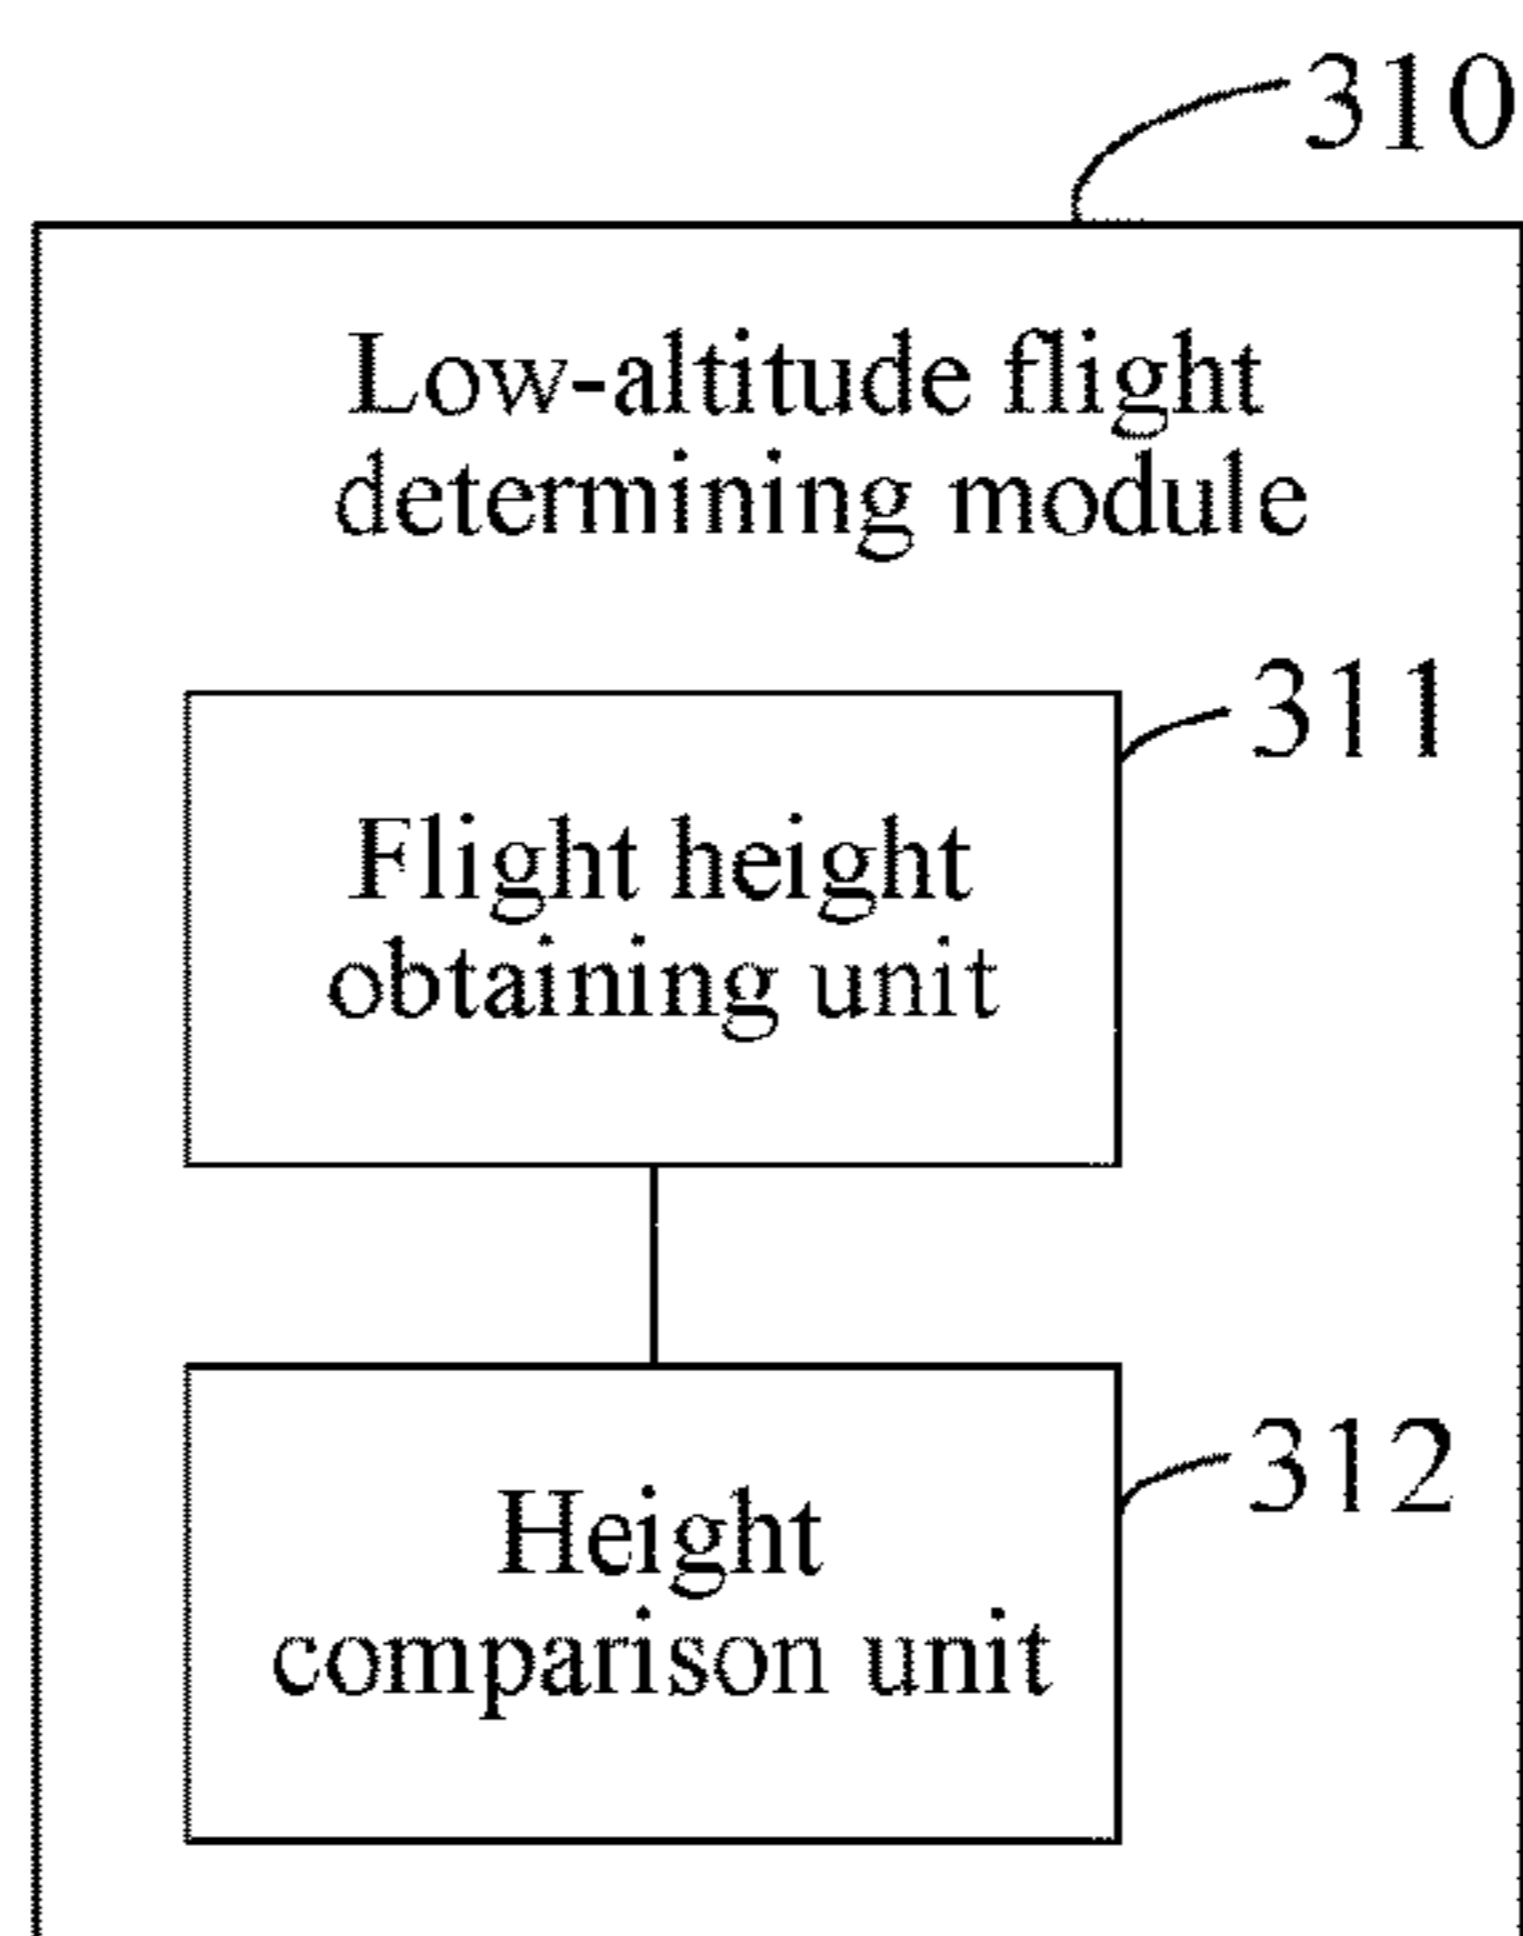 310
Low-altitude flight
determining module
311
Flight height
obtaining unit
312
Height
comparison unit